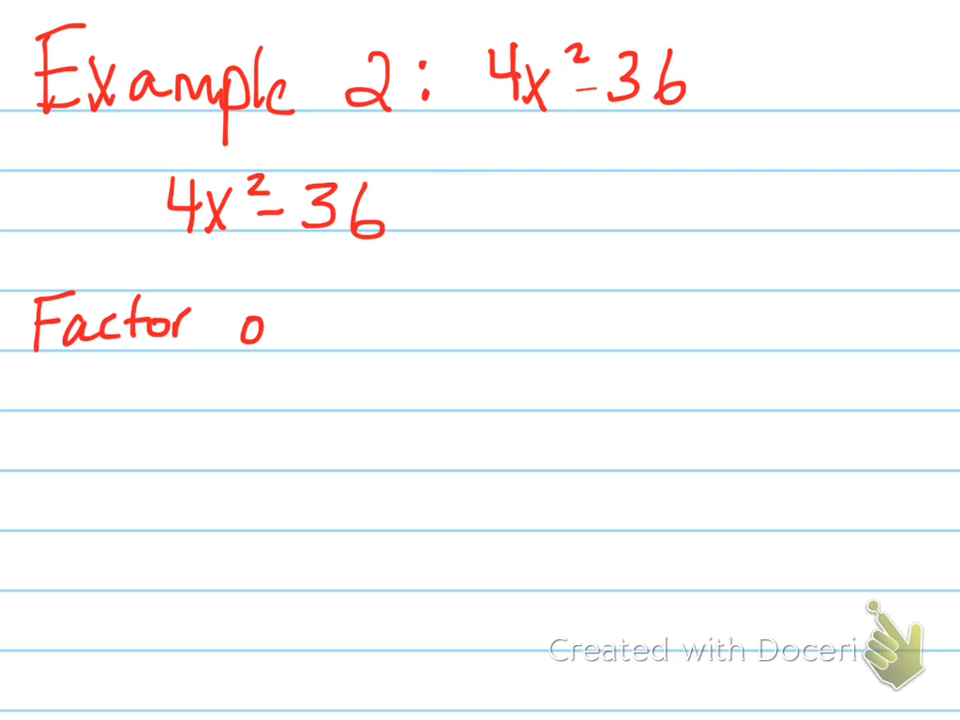 Example 2: 4x²-36
4x²-36
Factor o
Created with Doceri